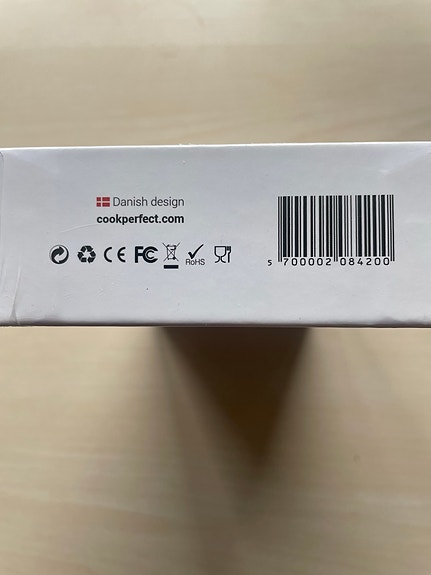 Danish design
cookperfect.com
CE FC RoHS
5 700002 084200